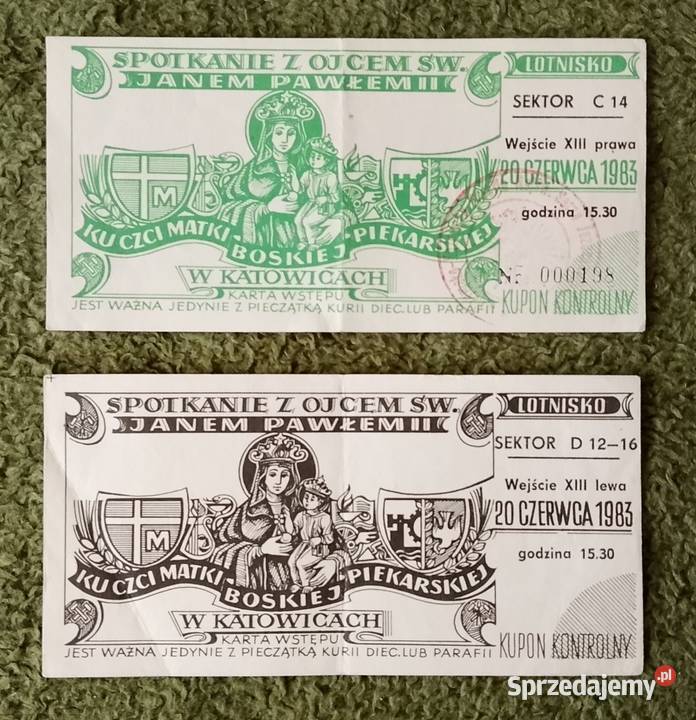 SPOTKANIE Z OJCEM ŚW.
JANEM PAWŁEM II
M
KU CZCI MATKI BOSKIEJ PIEKARSKIEJ
W KATOWICACH
KARTA WSTĘPU
JEST WAŻNA JEDYNIE Z PIECZĄTKĄ KURII DIEC. LUB PARAFII
LOTNISKO
SEKTOR C 14
Wejście XIII prawa
20 CZERWCA 1983
godzina 15.30
Nr 000198
KUPON KONTROLNY
SPOTKANIE Z OJCEM ŚW.
JANEM PAWŁEM II
M
KU CZCI MATKI BOSKIEJ PIEKARSKIEJ
W KATOWICACH
KARTA WSTĘPU
JEST WAŻNA JEDYNIE Z PIECZĄTKĄ KURII DIEC. LUB PARAFII
LOTNISKO
SEKTOR D 12–16
Wejście XIII lewa
20 CZERWCA 1983
godzina 15.30
KUPON KONTROLNY
Sprzedajemy.pl